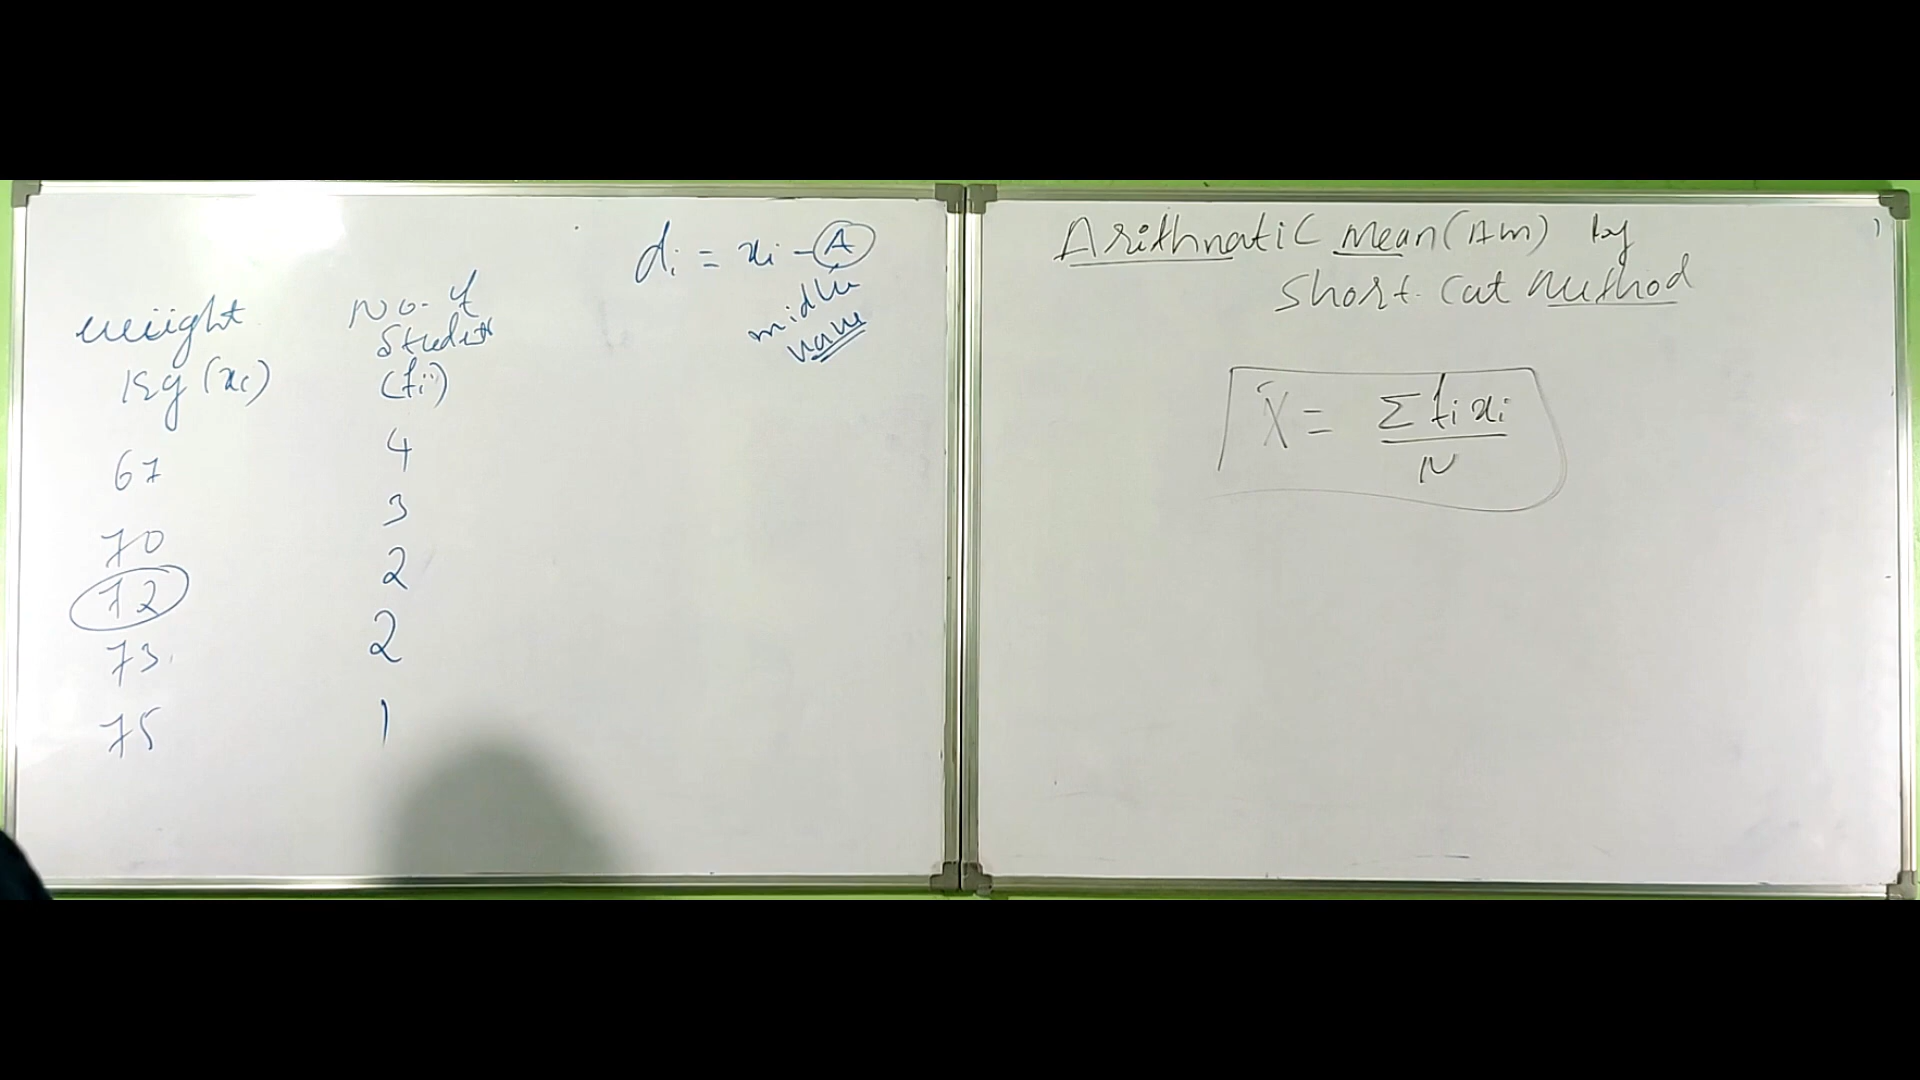 di = xi - A
middle
value
weight
Kg (xi)
No. of
Students
(fi)
67 4
70 3
72 2
73 2
75 1
Arithmatic Mean (AM) by
Short-Cut Method
X̄ = Σfixi / N